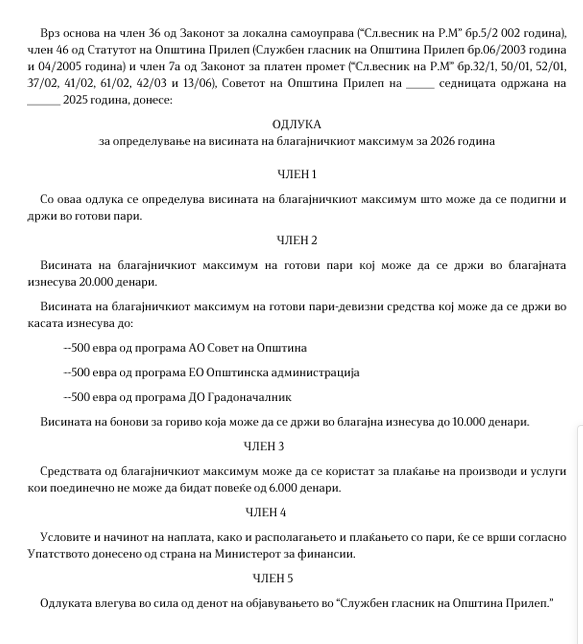 Врз основа на член 36 од Законот за локална самоуправа (“Сл.весник на Р.М” бр.5/2 002 година),
член 46 од Статутот на Општина Прилеп (Службен гласник на Општина Прилеп бр.06/2003 година
и 04/2005 година) и член 7а од Законот за платен промет (“Сл.весник на Р.М” бр.32/1, 50/01, 52/01,
37/02, 41/02, 61/02, 42/03 и 13/06), Советот на Општина Прилеп на _____ седницата одржана на
______ 2025 година, донесе:
ОДЛУКА
за определување на висината на благајничкиот максимум за 2026 година
ЧЛЕН 1
Со оваа одлука се определува висината на благајничкиот максимум што може да се подигни и
држи во готови пари.
ЧЛЕН 2
Висината на благајничкиот максимум на готови пари кој може да се држи во благајната
изнесува 20.000 денари.
Висината на благајничкиот максимум на готови пари-девизни средства кој може да се држи во
касата изнесува до:
--500 евра од програма АО Совет на Општина
--500 евра од програма ЕО Општинска администрација
--500 евра од програма ДО Градоначалник
Висината на бонови за гориво која може да се држи во благајна изнесува до 10.000 денари.
ЧЛЕН 3
Средствата од благајничкиот максимум може да се користат за плаќање на производи и услуги
кои поединечно не може да бидат повеќе од 6.000 денари.
ЧЛЕН 4
Условите и начинот на наплата, како и располагањето и плаќањето со пари, ќе се врши согласно
Упатството донесено од страна на Министерот за финансии.
ЧЛЕН 5
Одлуката влегува во сила од денот на објавувањето во “Службен гласник на Општина Прилеп.”